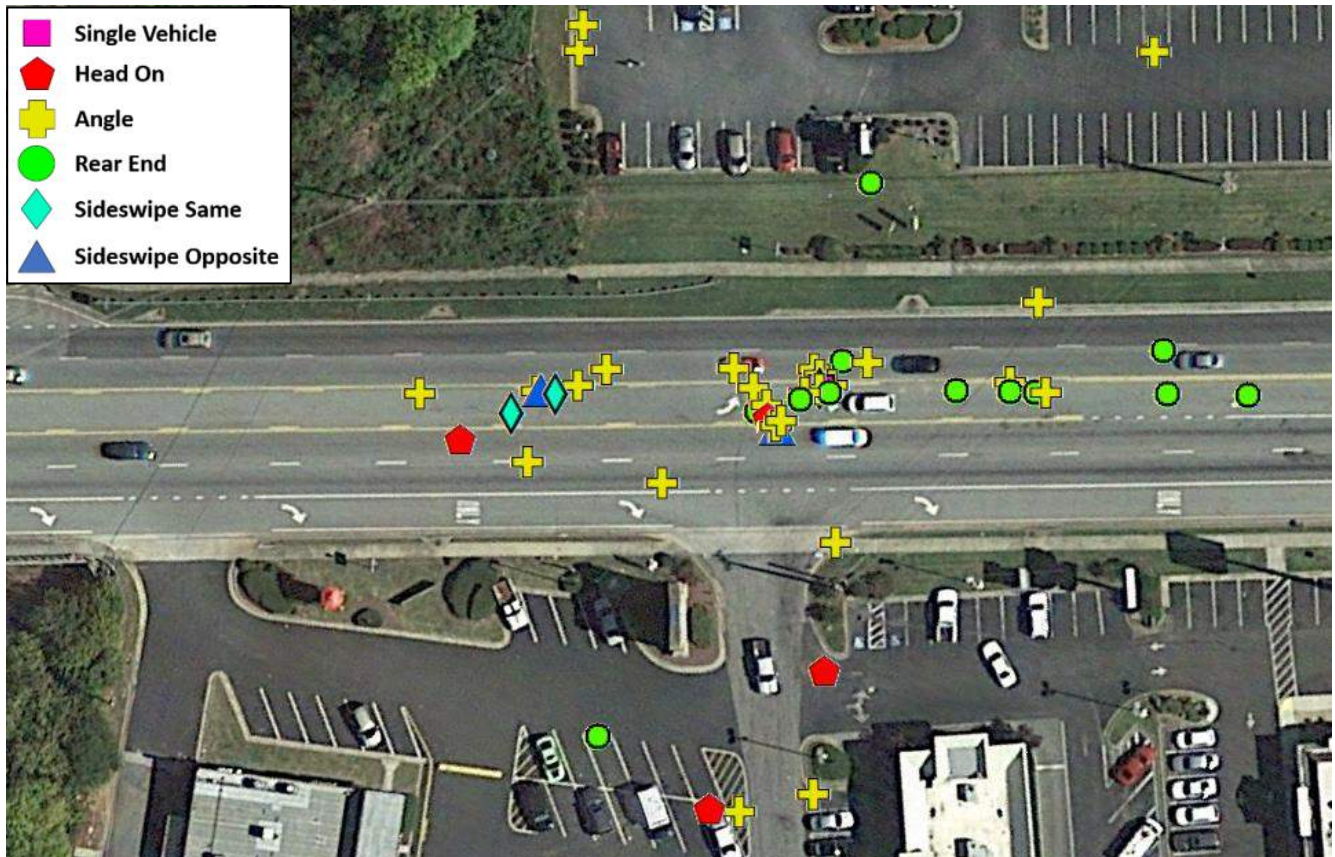 Single Vehicle
Head On
Angle
Rear End
Sideswipe Same
Sideswipe Opposite